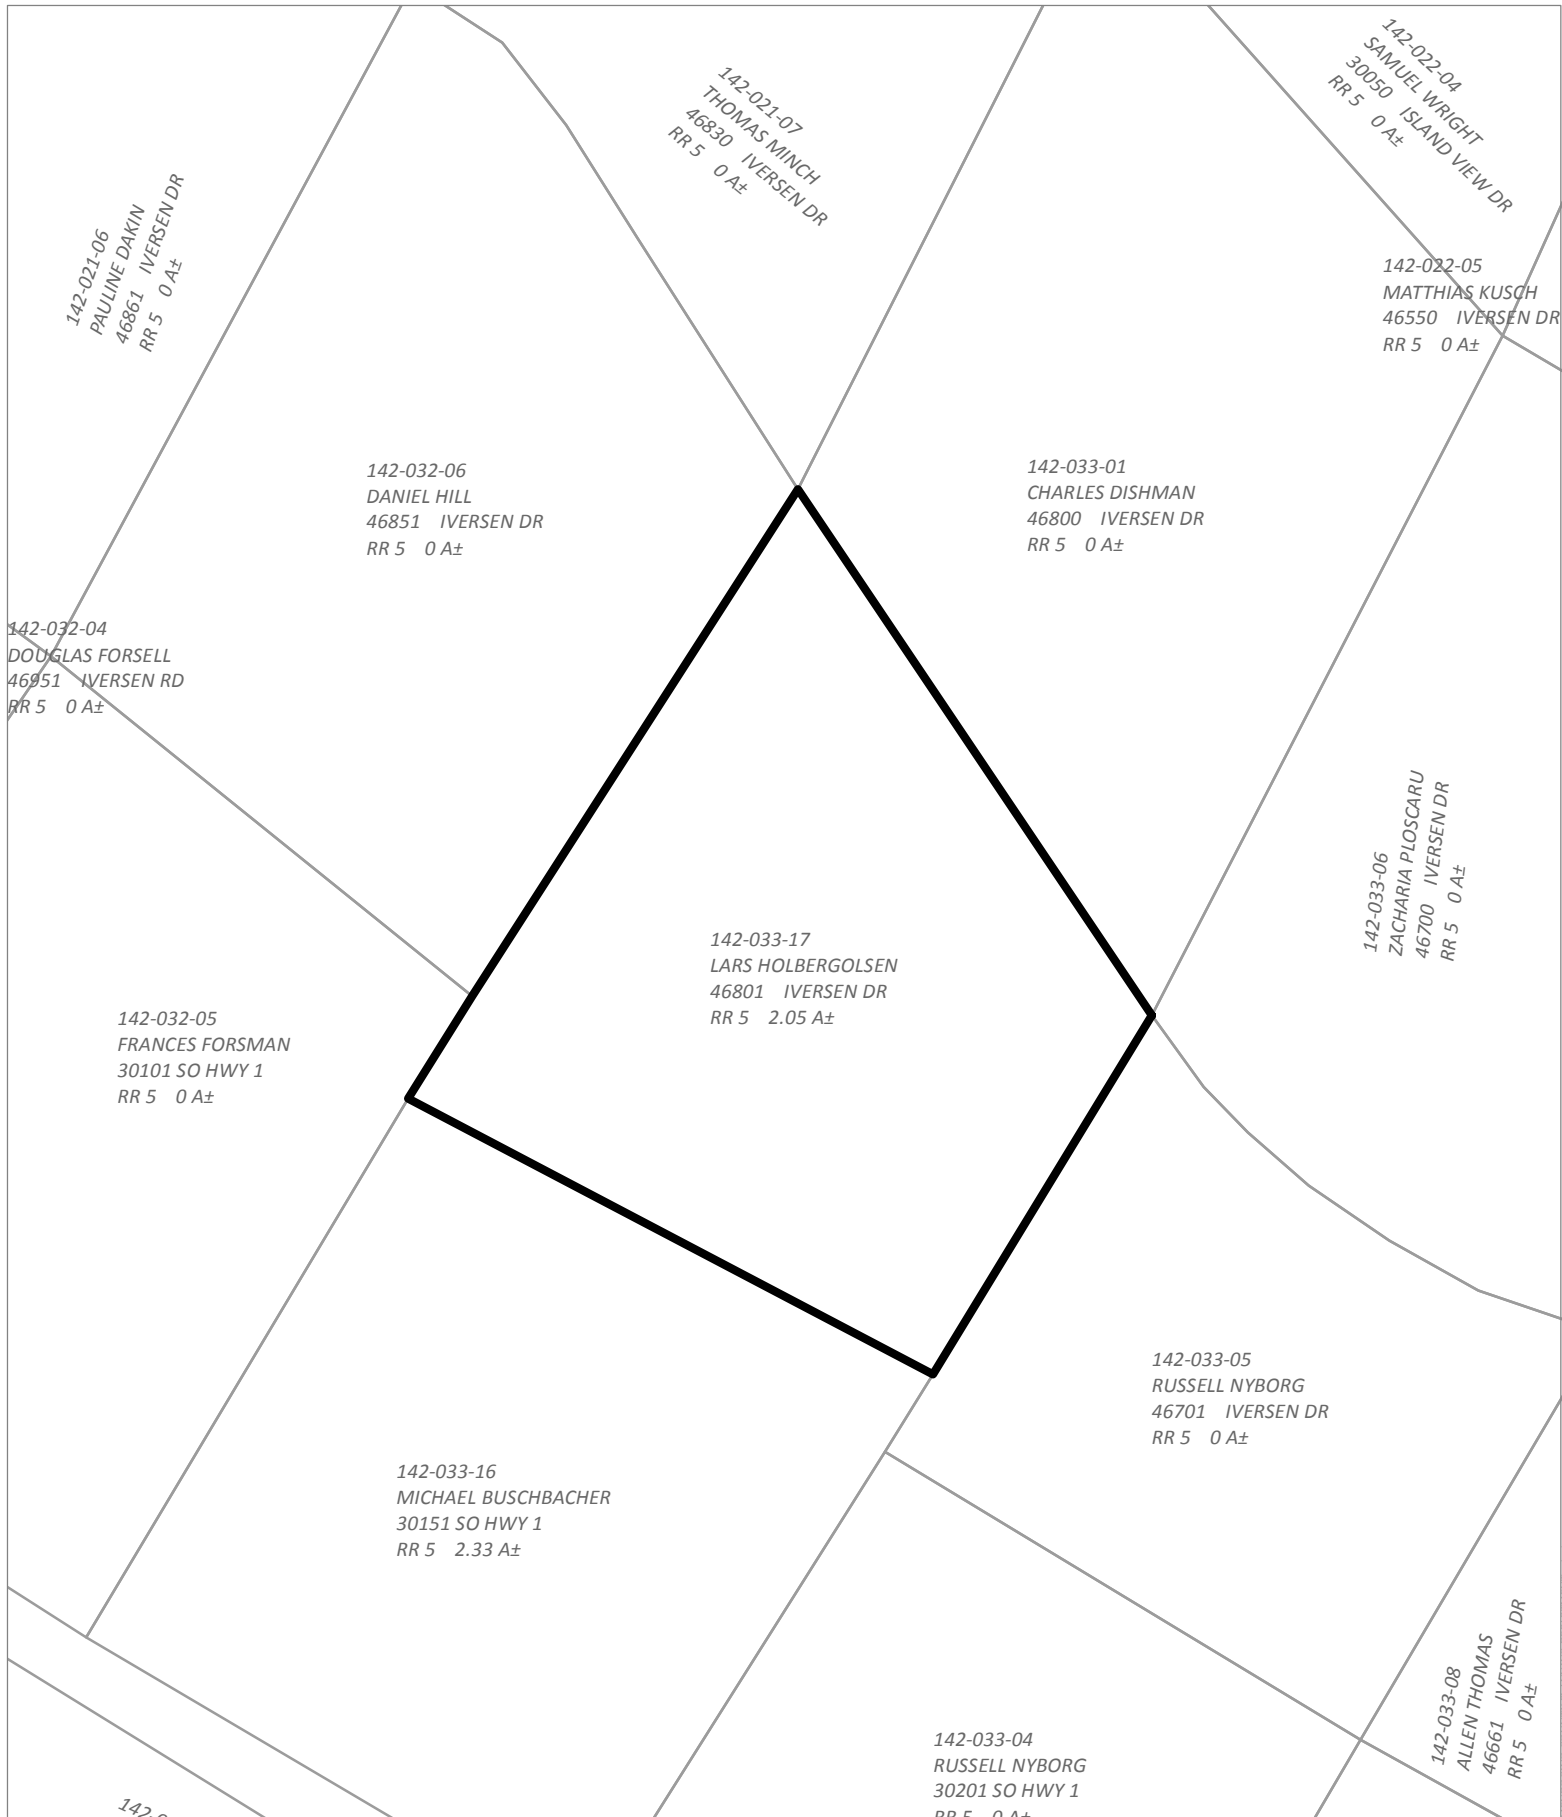 142-022-04
SAMUEL WRIGHT
30050 ISLAND VIEW DR
RR 5 0 A±
142-021-07
THOMAS MINCH
46830 IVERSEN DR
RR 5 0 A±
142-021-06
PAULINE DAKIN
46861 IVERSEN DR
RR 5 0 A±
142-022-05
MATTHIAS KUSCH
46550 IVERSEN DR
RR 5 0 A±
142-032-06
DANIEL HILL
46851 IVERSEN DR
RR 5 0 A±
142-033-01
CHARLES DISHMAN
46800 IVERSEN DR
RR 5 0 A±
142-032-04
DOUGLAS FORSELL
46951 IVERSEN RD
RR 5 0 A±
142-033-06
ZACHARIA PLOSCARU
46700 IVERSEN DR
RR 5 0 A±
142-033-17
LARS HOLBERGOLSEN
46801 IVERSEN DR
RR 5 2.05 A±
142-032-05
FRANCES FORSMAN
30101 SO HWY 1
RR 5 0 A±
142-033-05
RUSSELL NYBORG
46701 IVERSEN DR
RR 5 0 A±
142-033-16
MICHAEL BUSCHBACHER
30151 SO HWY 1
RR 5 2.33 A±
142-033-08
ALLEN THOMAS
46661 IVERSEN DR
RR 5 0 A±
142-033-04
RUSSELL NYBORG
30201 SO HWY 1
RR 5 0 A±